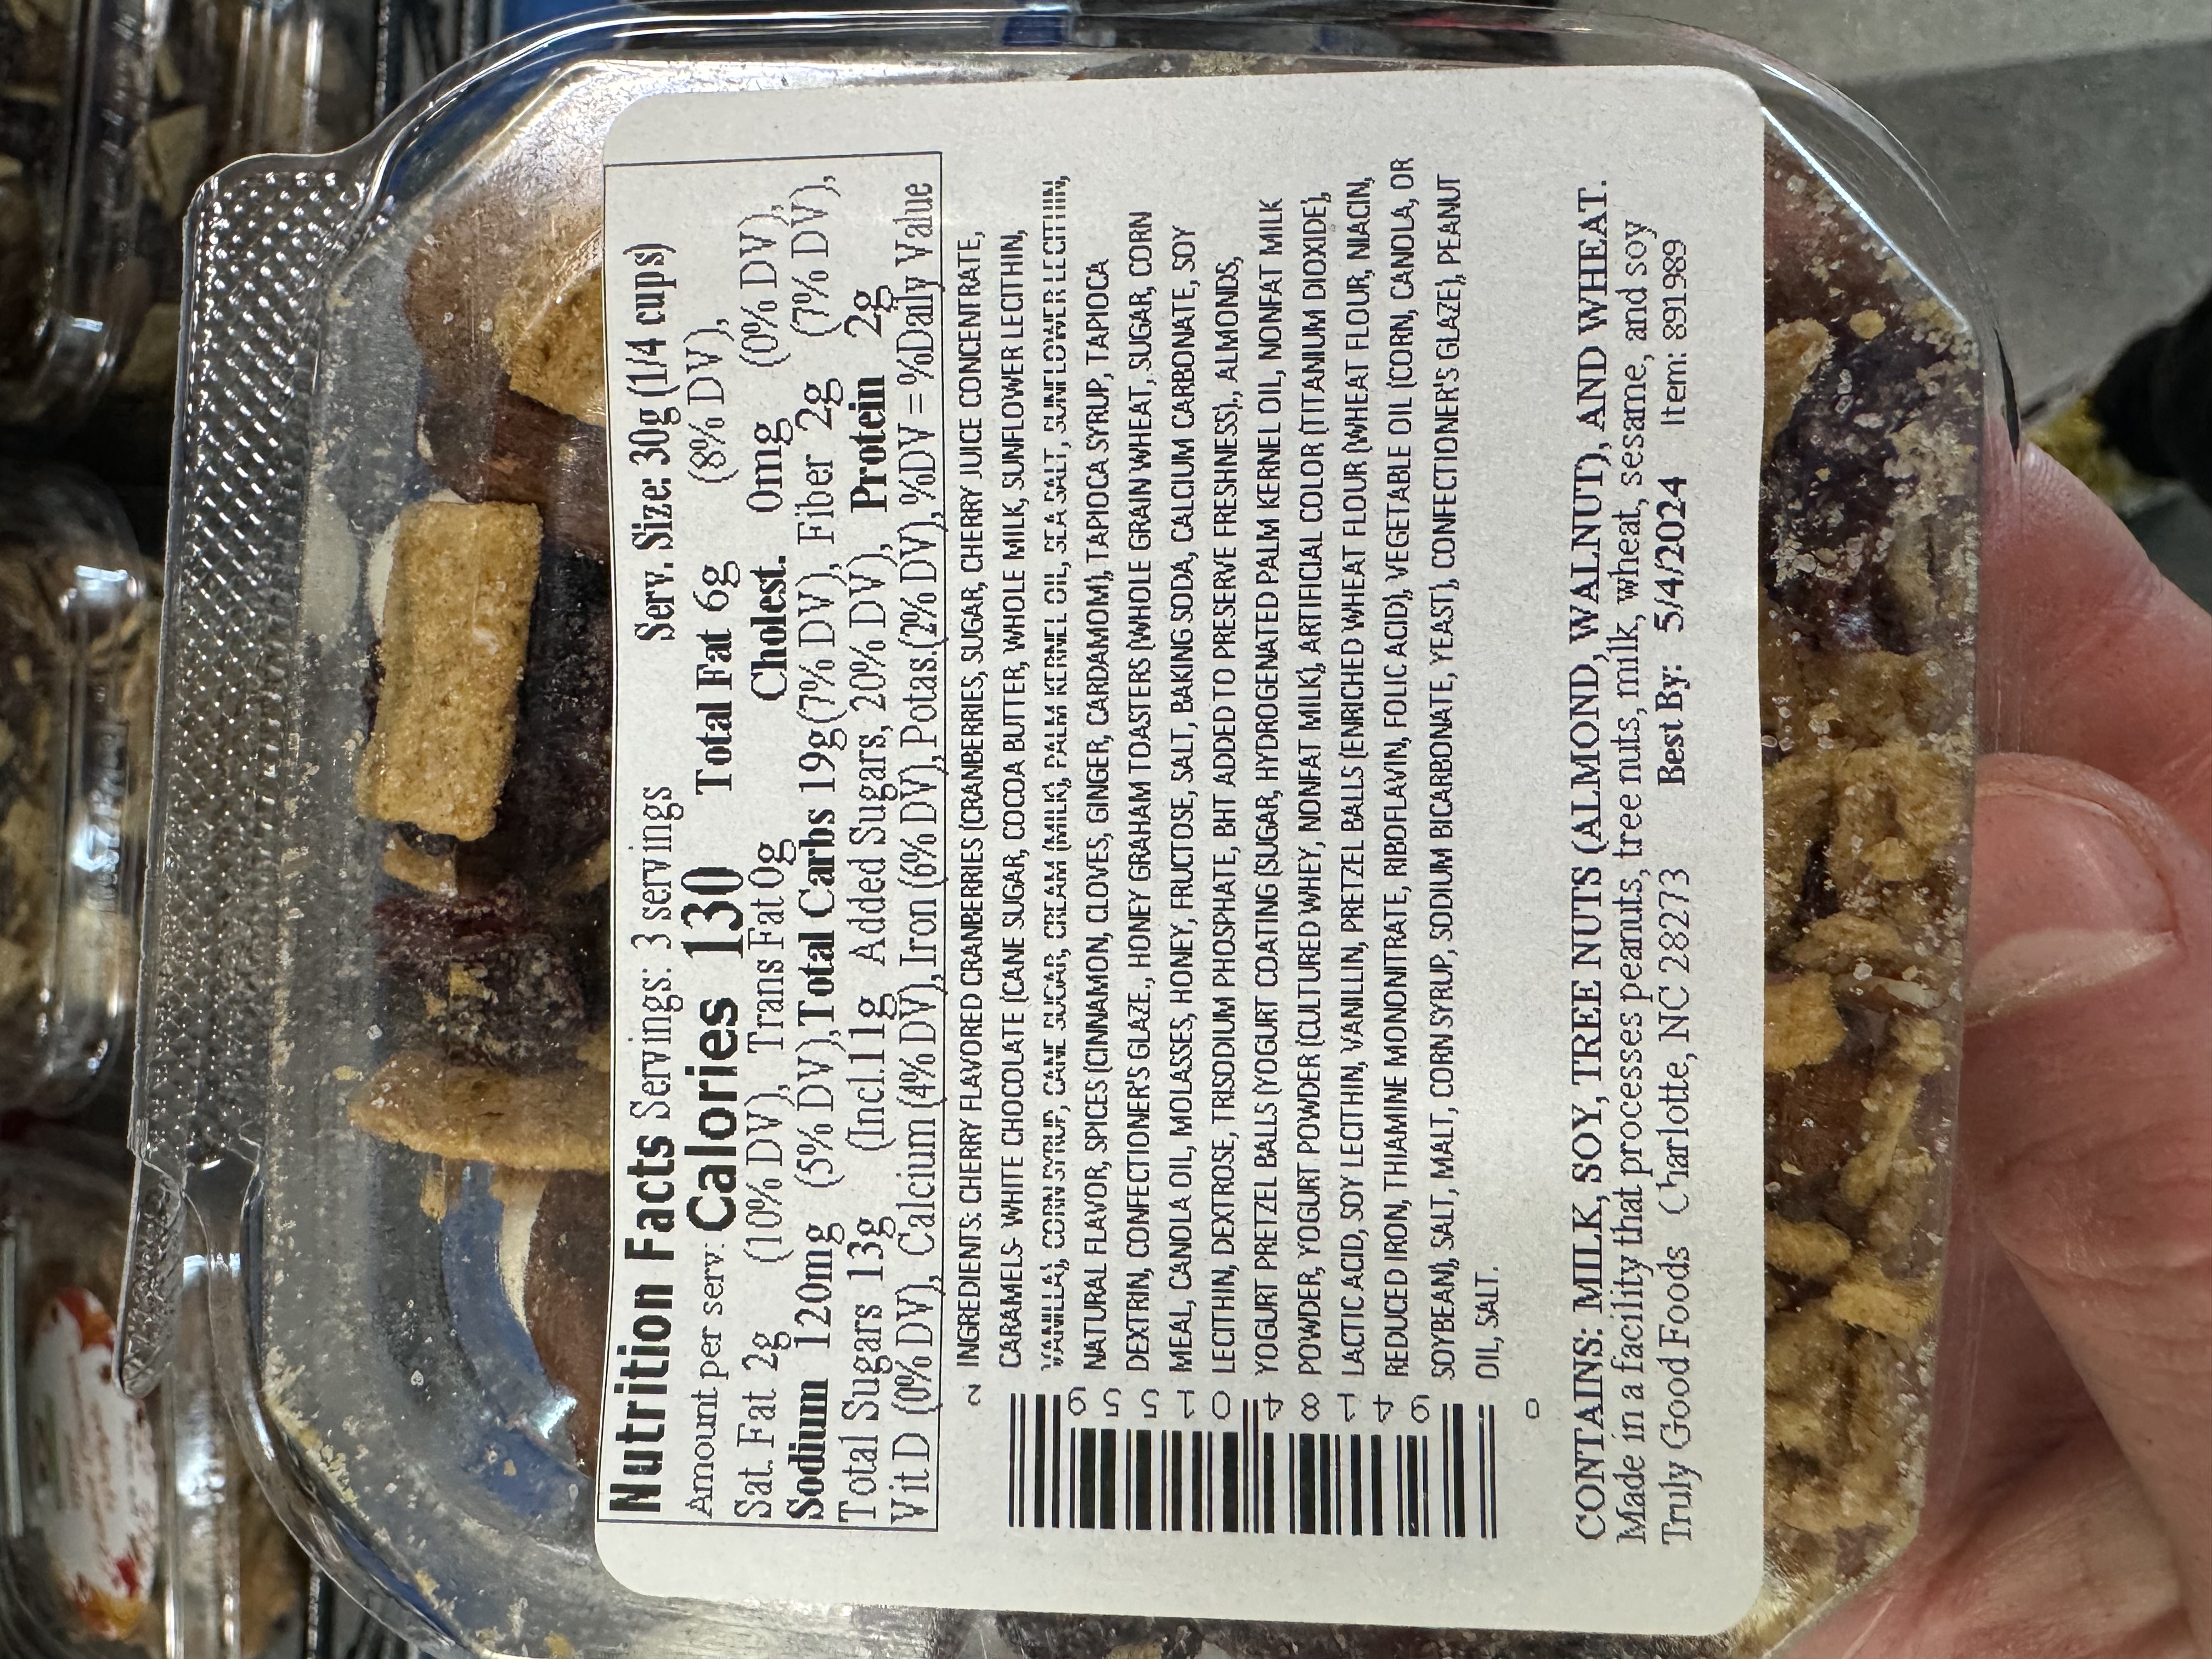 Nutrition Facts Servings: 3 servings Serv. Size: 30g (1/4 cups)
Amount per serv: Calories 130 Total Fat 6g (8% DV),
Sat. Fat 2g (10% DV), Trans Fat 0g Cholest. 0mg (0% DV),
Sodium 120mg (5% DV), Total Carbs 19g (7% DV), Fiber 2g (7% DV),
Total Sugars 13g (Incl. 11g Added Sugars, 20% DV), Protein 2g
Vit D (0% DV), Calcium (4% DV), Iron (6% DV), Potas. (2% DV), %DV = %Daily Value
INGREDIENTS: CHERRY FLAVORED CRANBERRIES (CRANBERRIES, SUGAR, CHERRY JUICE CONCENTRATE,
CARAMELS- WHITE CHOCOLATE (CANE SUGAR, COCOA BUTTER, WHOLE MILK, SUNFLOWER LECITHIN,
VANILLA), CORN SYRUP, CANE SUGAR, CREAM (MILK), PALM KERNEL OIL, SEA SALT, SUNFLOWER LECITHIN,
NATURAL FLAVOR, SPICES (CINNAMON, CLOVES, GINGER, CARDAMOM), TAPIOCA SYRUP, TAPIOCA
DEXTRIN, CONFECTIONER'S GLAZE., HONEY GRAHAM TOASTERS (WHOLE GRAIN WHEAT, SUGAR, CORN
MEAL, CANOLA OIL, MOLASSES, HONEY, FRUCTOSE, SALT, BAKING SODA, CALCIUM CARBONATE, SOY
LECITHIN, DEXTROSE, TRISODIUM PHOSPHATE, BHT ADDED TO PRESERVE FRESHNESS)., ALMONDS,
YOGURT PRETZEL BALLS (YOGURT COATING (SUGAR, HYDROGENATED PALM KERNEL OIL, NONFAT MILK
POWDER, YOGURT POWDER (CULTURED WHEY, NONFAT MILK), ARTIFICIAL COLOR (TITANIUM DIOXIDE),
LACTIC ACID, SOY LECITHIN, VANILLIN, PRETZEL BALLS (ENRICHED WHEAT FLOUR (WHEAT FLOUR, NIACIN,
REDUCED IRON, THIAMINE MONONITRATE, RIBOFLAVIN, FOLIC ACID), VEGETABLE OIL (CORN, CANOLA, OR
SOYBEAN), SALT, MALT, CORN SYRUP, SODIUM BICARBONATE, YEAST), CONFECTIONER'S GLAZE), PEANUT
OIL, SALT.
0 94184 01559 2
CONTAINS: MILK, SOY, TREE NUTS (ALMOND, WALNUT), AND WHEAT.
Made in a facility that processes peanuts, tree nuts, milk, wheat, sesame, and soy
Truly Good Foods Charlotte, NC 28273 Best By: 5/4/2024 Item: 891989